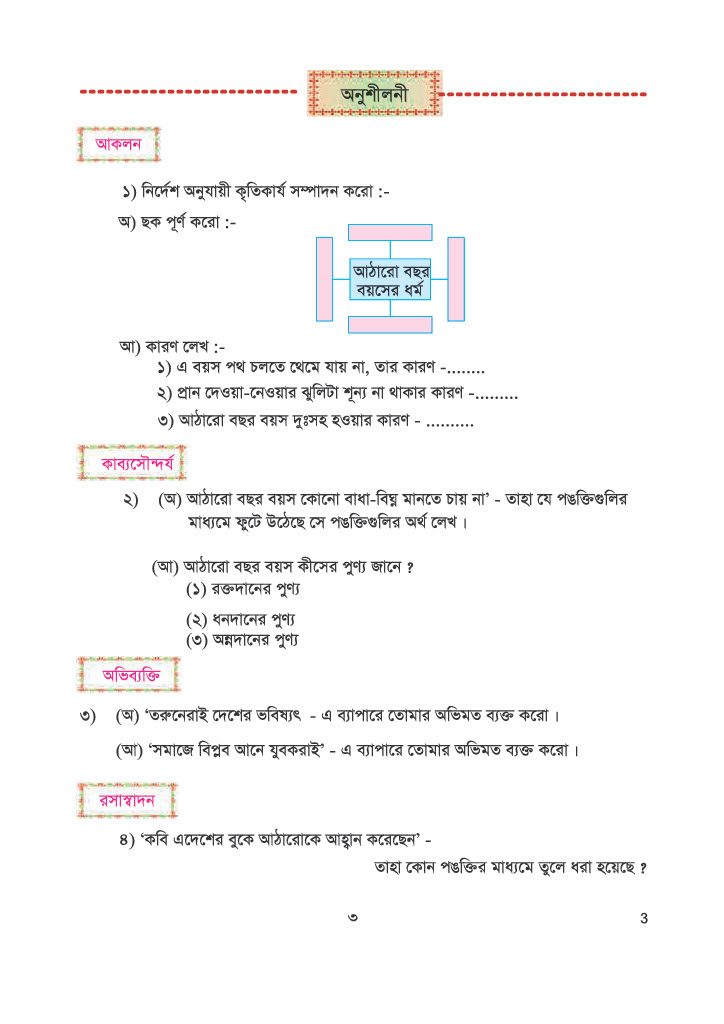 অনুশীলনী
আকলন
১) নির্দেশ অনুযায়ী কৃতিকার্য সম্পাদন করো :-
অ) ছক পূর্ণ করো :-
আঠারো বছর
বয়সের ধর্ম
আ) কারণ লেখ :-
১) এ বয়স পথ চলতে থেমে যায় না, তার কারণ -........
২) প্রান দেওয়া-নেওয়ার ঝুলিটা শূন্য না থাকার কারণ -.........
৩) আঠারো বছর বয়স দুঃসহ হওয়ার কারণ - ..........
কাব্যসৌন্দর্য
২) (অ) আঠারো বছর বয়স কোনো বাধা-বিঘ্ন মানতে চায় না’ - তাহা যে পঙক্তিগুলির
মাধ্যমে ফুটে উঠেছে সে পঙক্তিগুলির অর্থ লেখ ।
(আ) আঠারো বছর বয়স কীসের পুণ্য জানে ?
(১) রক্তদানের পুণ্য
(২) ধনদানের পুণ্য
(৩) অন্নদানের পুণ্য
অভিব্যক্তি
৩) (অ) ‘তরুনেরাই দেশের ভবিষ্যৎ - এ ব্যাপারে তোমার অভিমত ব্যক্ত করো ।
(আ) ‘সমাজে বিপ্লব আনে যুবকরাই’ - এ ব্যাপারে তোমার অভিমত ব্যক্ত করো ।
রসাস্বাদন
৪) ‘কবি এদেশের বুকে আঠারোকে আহ্বান করেছেন’ -
তাহা কোন পঙক্তির মাধ্যমে তুলে ধরা হয়েছে ?
৩
3